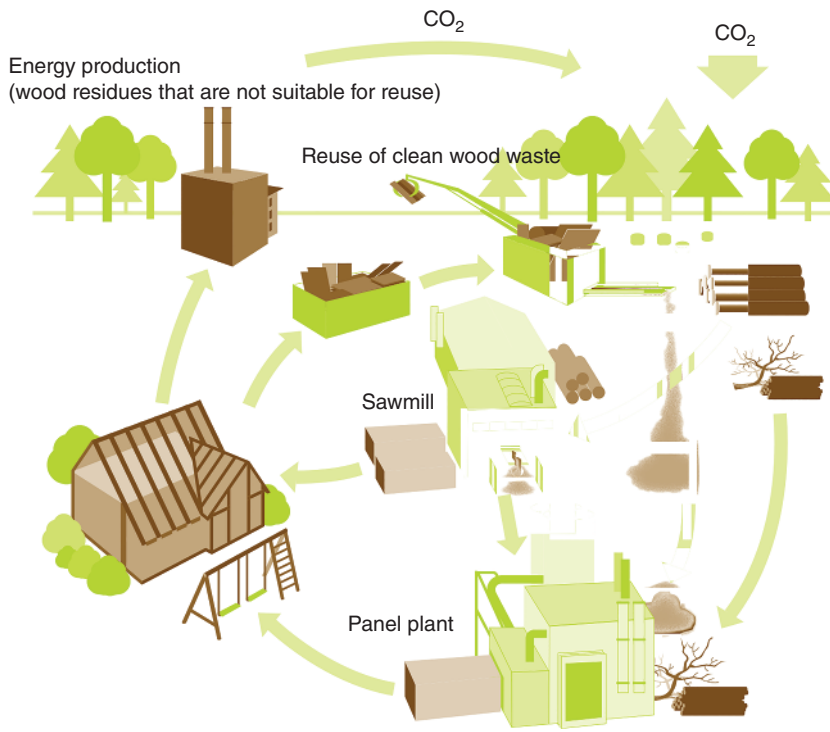 CO₂
CO₂
Energy production
(wood residues that are not suitable for reuse)
Reuse of clean wood waste
Sawmill
Panel plant